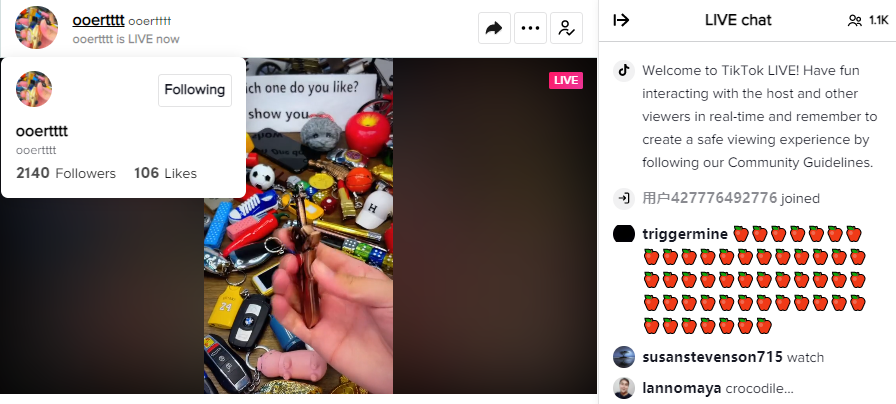 ooertttt ooertttt
ooertttt is LIVE now
ooertttt
Following
ooertttt
2140 Followers 106 Likes
ch one do you like?
show you
LIVE
24
H
LIVE chat
1.1K
Welcome to TikTok LIVE! Have fun
interacting with the host and other
viewers in real-time and remember to
create a safe viewing experience by
following our Community Guidelines.
用户427776492776 joined
triggermine 🍎🍎🍎🍎🍎🍎🍎
🍎🍎🍎🍎🍎🍎🍎🍎🍎🍎🍎🍎
🍎🍎🍎🍎🍎🍎🍎🍎🍎🍎🍎🍎
🍎🍎🍎🍎🍎🍎🍎🍎🍎🍎🍎🍎
🍎🍎🍎🍎🍎🍎🍎
susanstevenson715 watch
lannomaya crocodile...